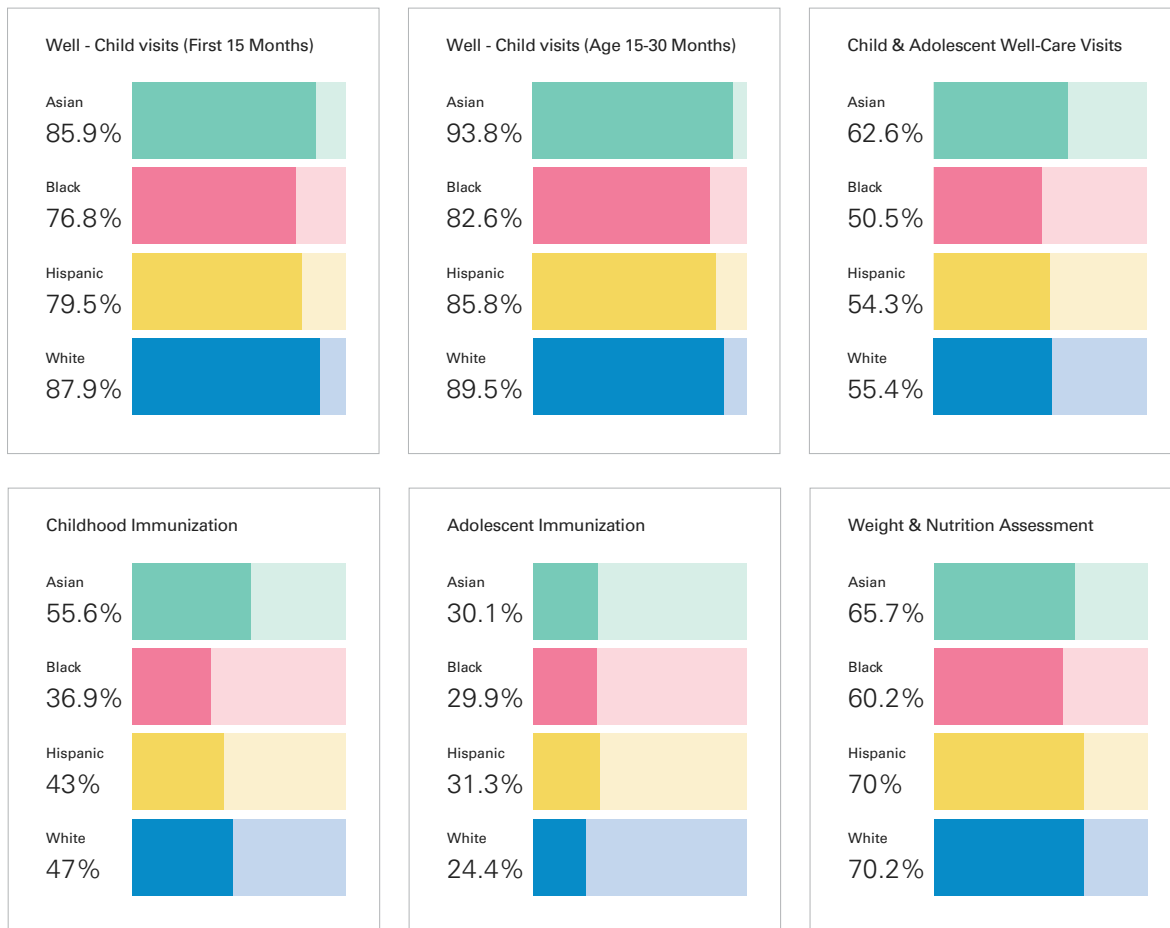 Well - Child visits (First 15 Months)
Asian
85.9%
Black
76.8%
Hispanic
79.5%
White
87.9%
Well - Child visits (Age 15-30 Months)
Asian
93.8%
Black
82.6%
Hispanic
85.8%
White
89.5%
Child & Adolescent Well-Care Visits
Asian
62.6%
Black
50.5%
Hispanic
54.3%
White
55.4%
Childhood Immunization
Asian
55.6%
Black
36.9%
Hispanic
43%
White
47%
Adolescent Immunization
Asian
30.1%
Black
29.9%
Hispanic
31.3%
White
24.4%
Weight & Nutrition Assessment
Asian
65.7%
Black
60.2%
Hispanic
70%
White
70.2%